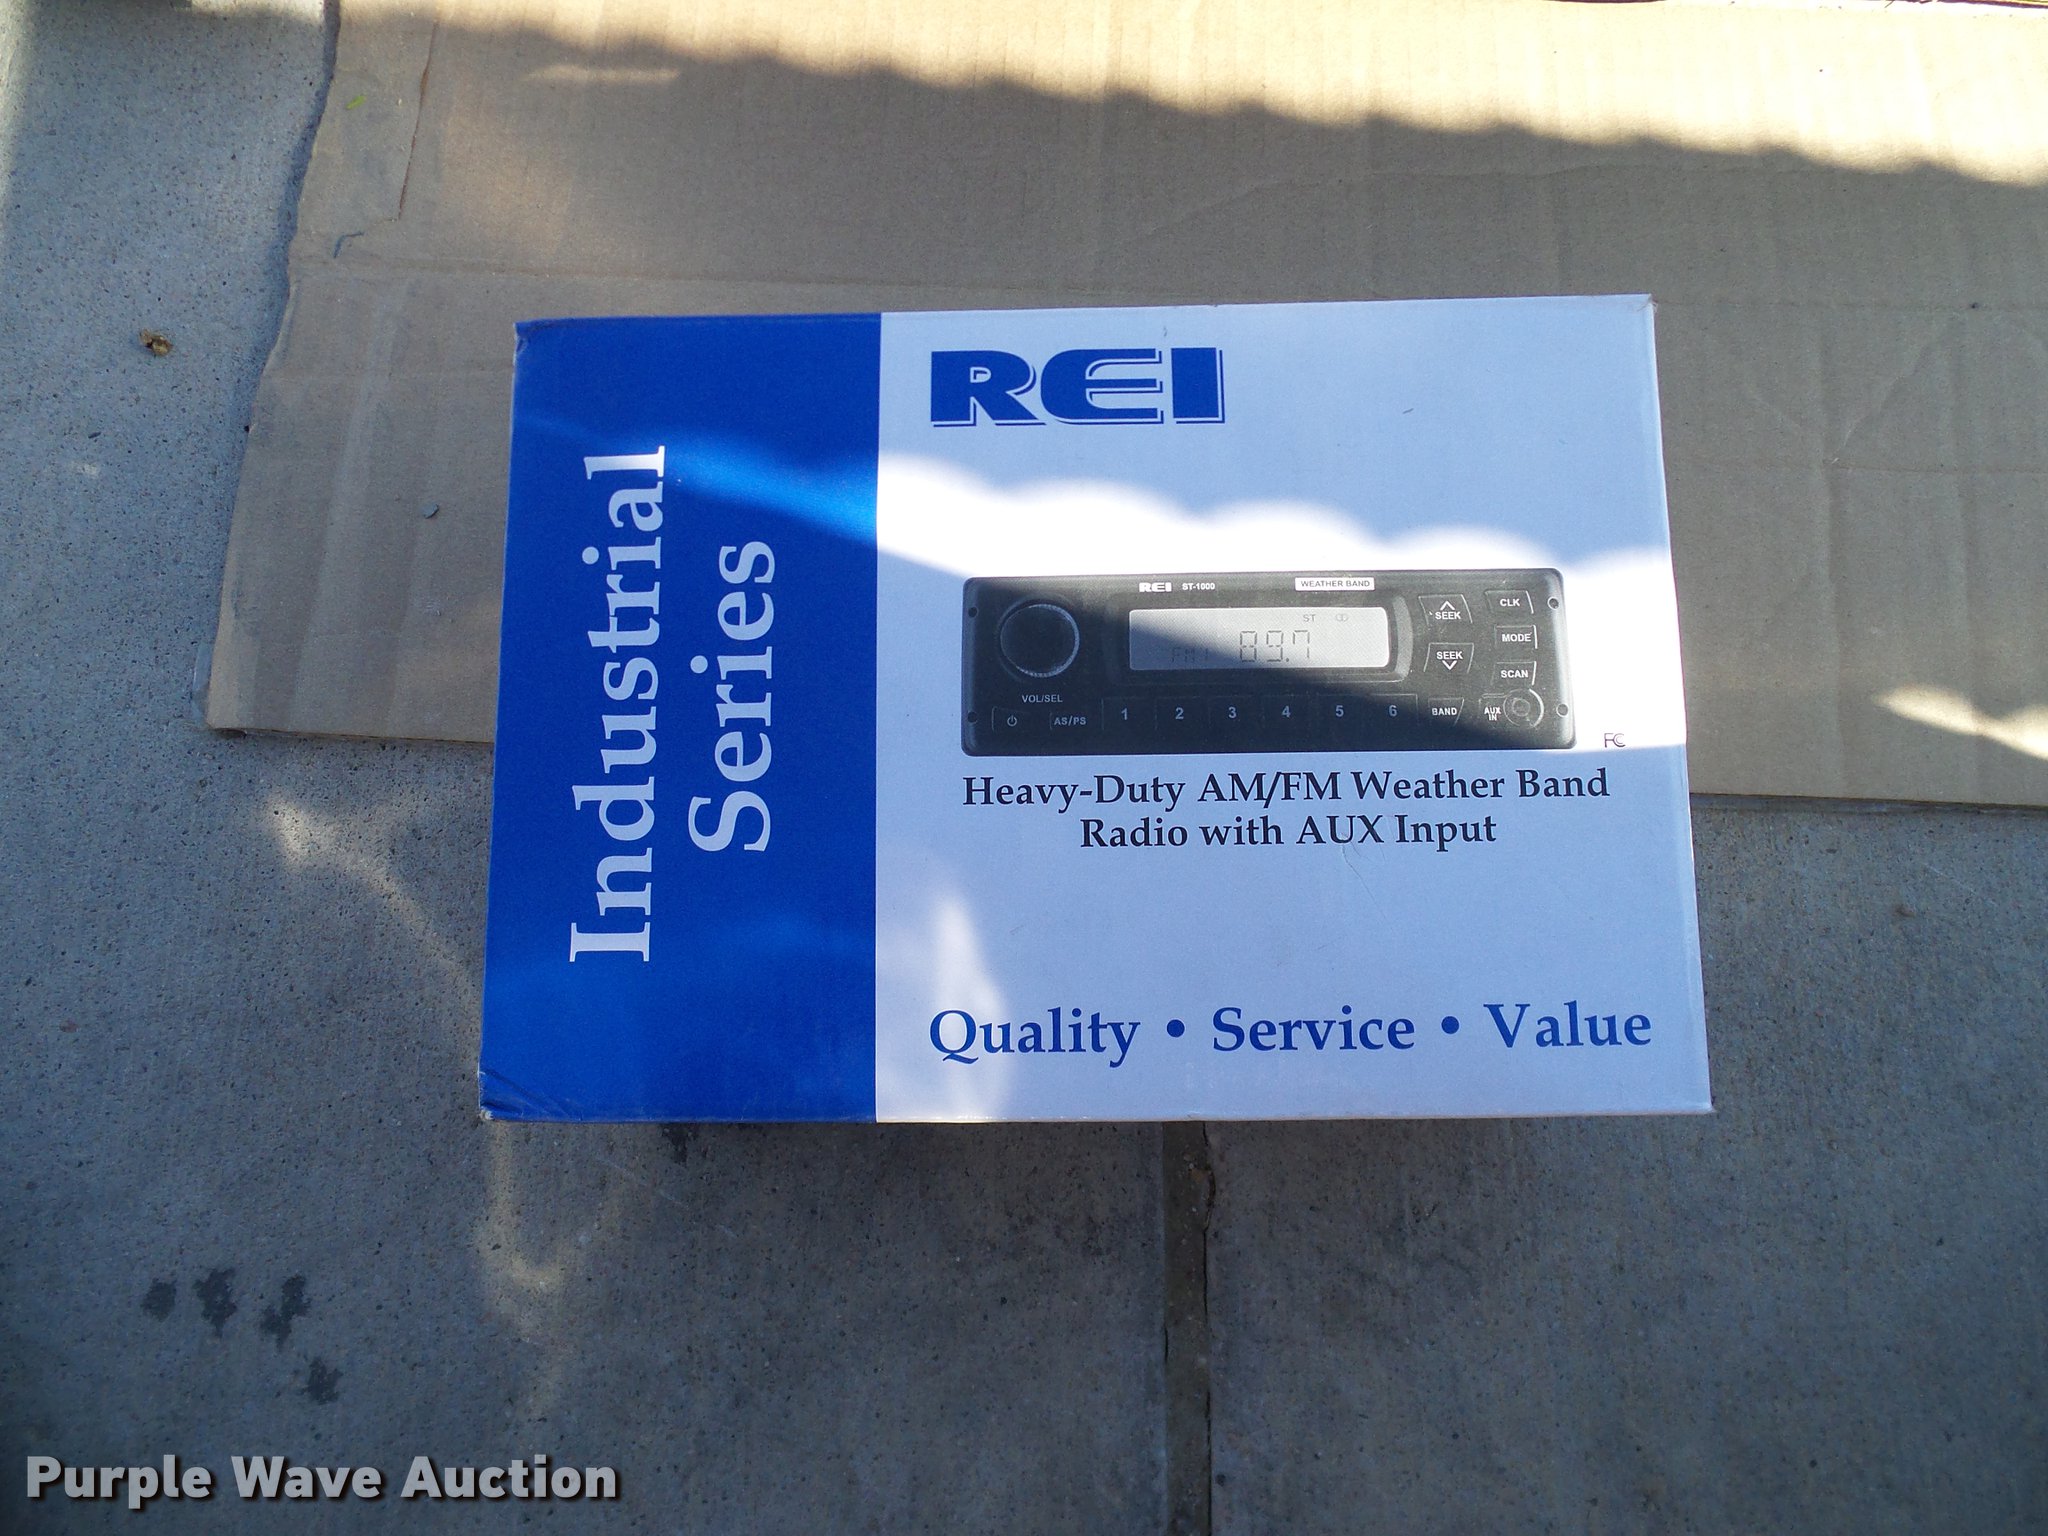 Industrial
Series
REI
REI ST-1000 WEATHER BAND
ST
FM1 89.7
SEEK
SEEK
CLK
MODE
SCAN
VOL/SEL
AS/PS 1 2 3 4 5 6 BAND AUX IN
FC
Heavy-Duty AM/FM Weather Band
Radio with AUX Input
Quality • Service • Value
Purple Wave Auction